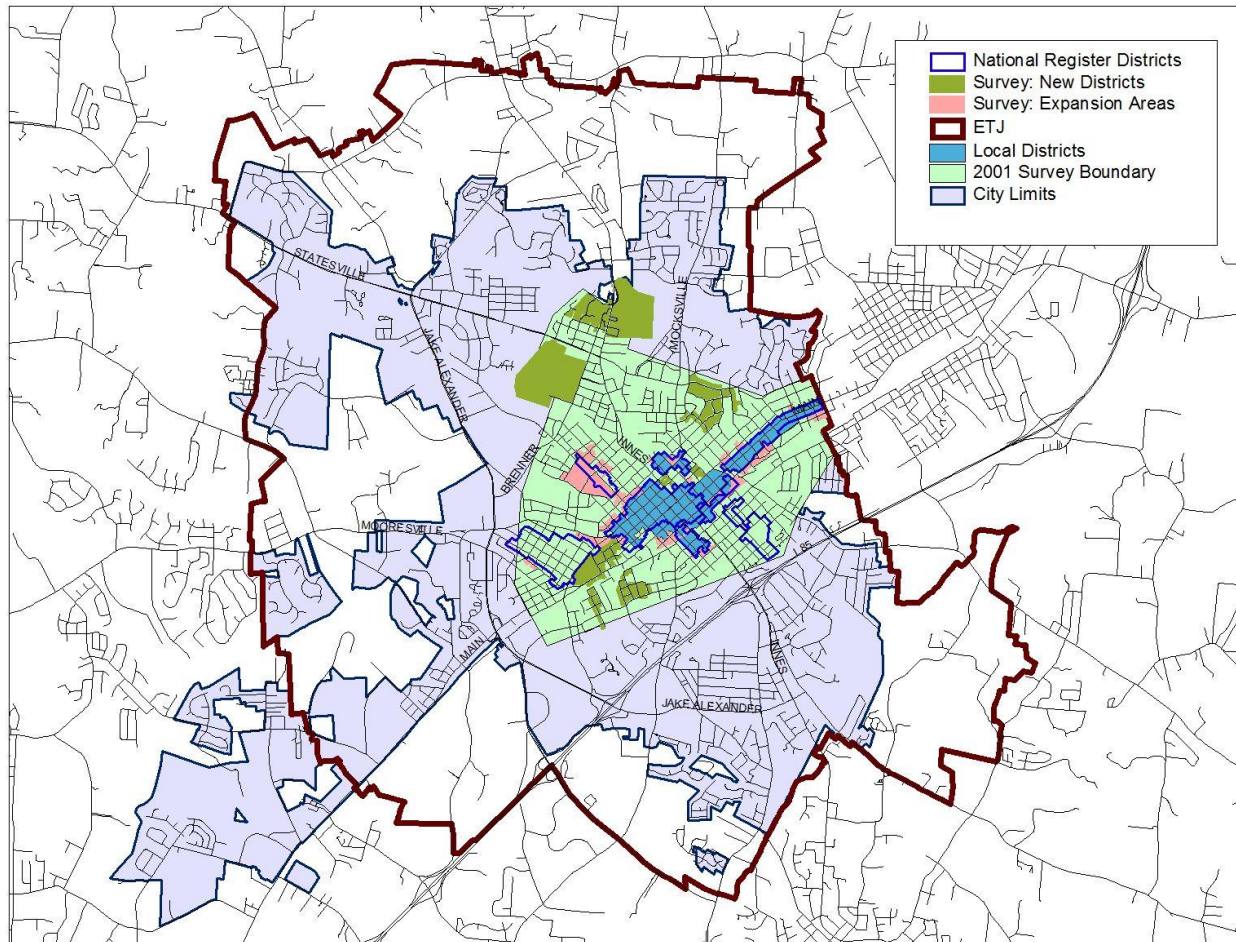 National Register Districts
Survey: New Districts
Survey: Expansion Areas
ETJ
Local Districts
2001 Survey Boundary
City Limits
STATESVILLE
JAKE ALEXANDER
MOCKSVILLE
MAIN
INNES
BRENNER
MOORESVILLE
I 85
MAIN
INNES
JAKE ALEXANDER